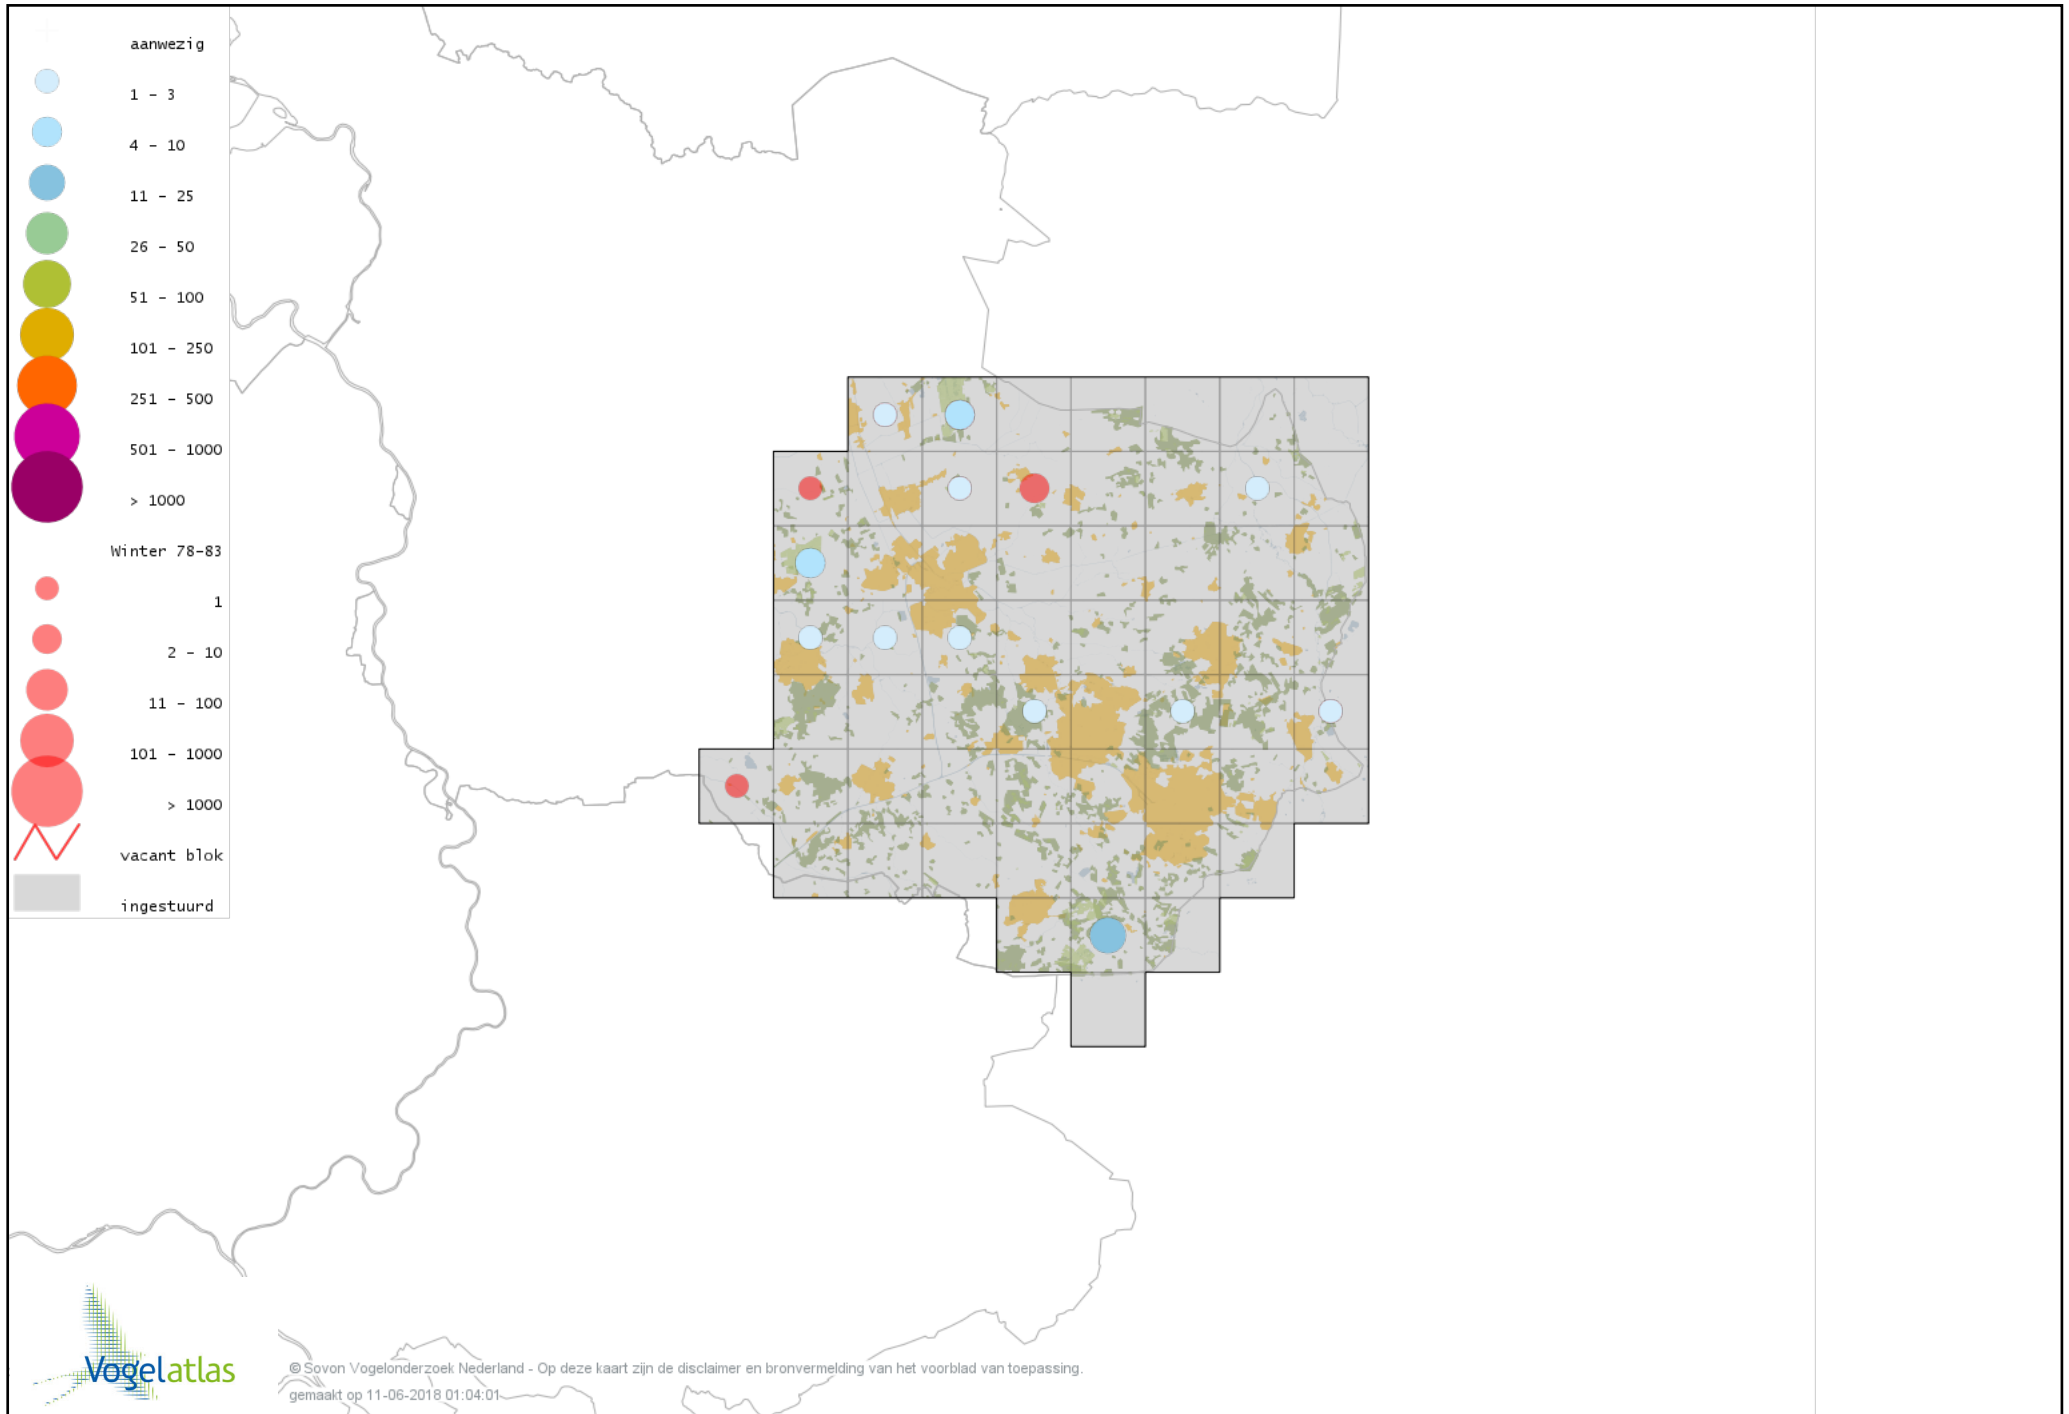 aanwezig
1 - 3
4 - 10
11 - 25
26 - 50
51 - 100
101 - 250
251 - 500
501 - 1000
> 1000
Winter 78-83
1
2 - 10
11 - 100
101 - 1000
> 1000
vacant blok
ingestuurd
Vogelatlas
© Sovon Vogelonderzoek Nederland - Op deze kaart zijn de disclaimer en bronvermelding van het voorblad van toepassing.
gemaakt op 11-06-2018 01:04:01